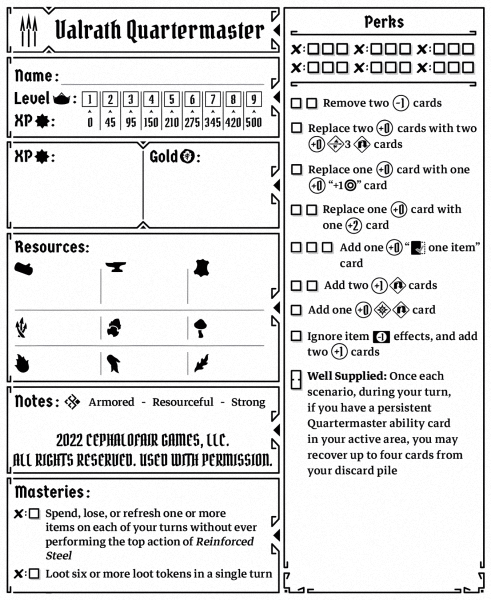 Valrath Quartermaster
Name:
Level : 1 2 3 4 5 6 7 8 9
XP : 0 45 95 150 210 275 345 420 500
XP :
Gold :
Resources:
Notes: Armored - Resourceful - Strong
2022 CEPHALOFAIR GAMES, LLC.
ALL RIGHTS RESERVED. USED WITH PERMISSION.
Masteries:
Spend, lose, or refresh one or more
items on each of your turns without ever
performing the top action of Reinforced
Steel
Loot six or more loot tokens in a single turn
Perks
Remove two -1 cards
Replace two +0 cards with two
+0 3 cards
Replace one +0 card with one
+0 “+1” card
Replace one +0 card with
one +2 card
Add one +0 “ one item”
card
Add two +1 cards
Add one +0 card
Ignore item -1 effects, and add
two +1 cards
Well Supplied: Once each
scenario, during your turn,
if you have a persistent
Quartermaster ability card
in your active area, you may
recover up to four cards from
your discard pile